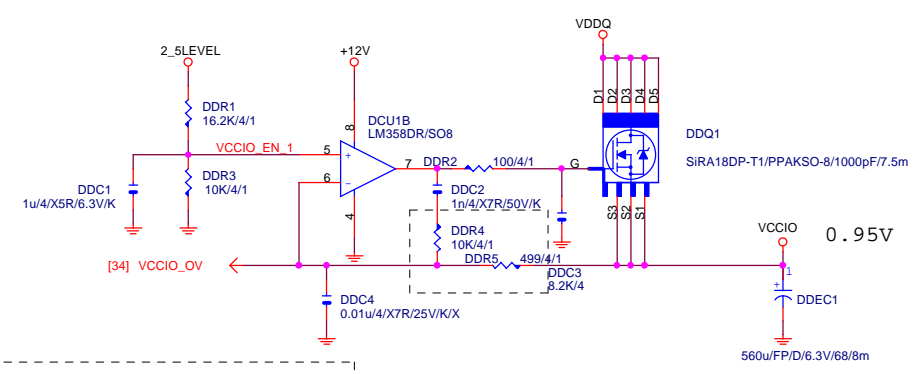 VDDQ
2_5LEVEL
+12V
D1
D2
D3
D4
D5
DDR1
16.2K/4/1
DCU1B
LM358DR/SO8
8
DDQ1
VCCIO_EN_1
5
+
7
DDR2
100/4/1
G
SiRA18DP-T1/PPAKSO-8/1000pF/7.5m
6
-
DDR3
10K/4/1
DDC1
1u/4/X5R/6.3V/K
DDC2
1n/4/X7R/50V/K
4
S3
S2
S1
DDR4
10K/4/1
VCCIO
0.95V
[34] VCCIO_OV
DDR5
499/4/1
DDC3
8.2K/4
1
+
DDC4
0.01u/4/X7R/25V/K/X
DDEC1
560u/FP/D/6.3V/68/8m